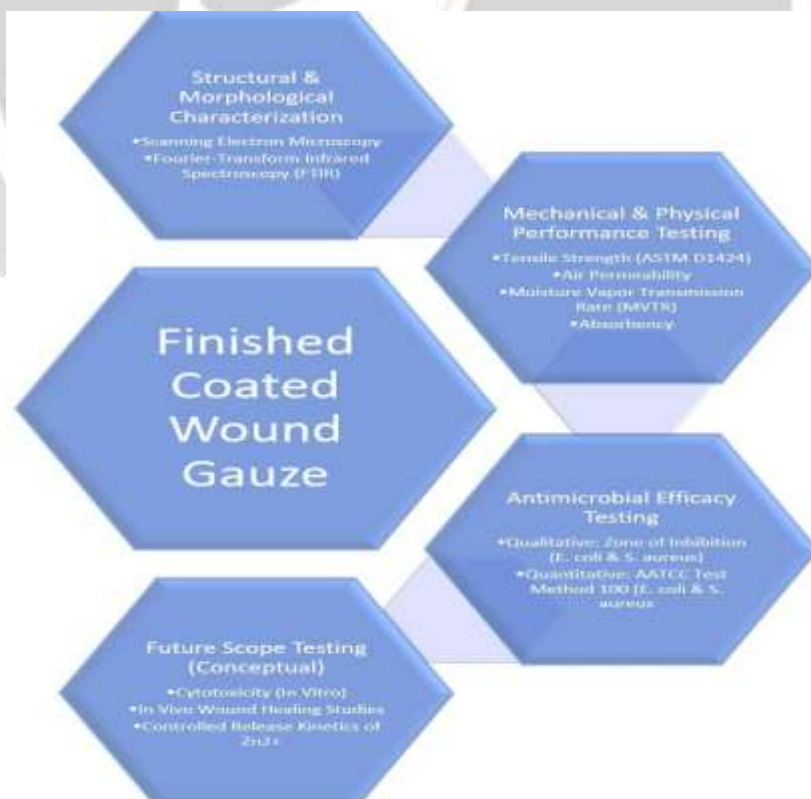 Structural &
Morphological
Characterization
•Scanning Electron Microscopy
•Fourier-Transform Infrared
Spectroscopy (FTIR)
Mechanical & Physical
Performance Testing
•Tensile Strength (ASTM D1424)
•Air Permeability
•Moisture Vapor Transmission
Rate (MVTR)
•Absorbency
Finished
Coated
Wound
Gauze
Antimicrobial Efficacy
Testing
•Qualitative: Zone of Inhibition
(E. coli & S. aureus)
•Quantitative: AATCC Test
Method 100 (E. coli & S.
aureus
Future Scope Testing
(Conceptual)
•Cytotoxicity (In Vitro)
•In Vivo Wound Healing Studies
•Controlled Release Kinetics of
Zn2+